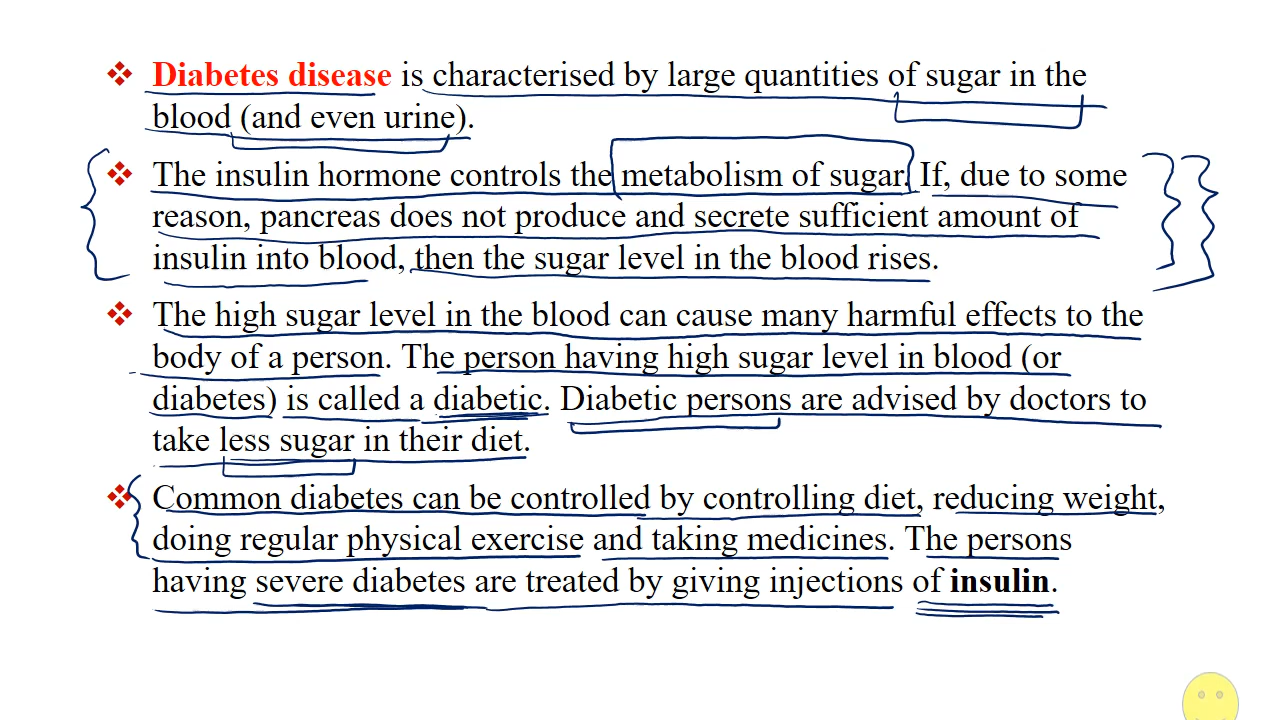 ❖ Diabetes disease is characterised by large quantities of sugar in the
blood (and even urine).
❖ The insulin hormone controls the metabolism of sugar. If, due to some
reason, pancreas does not produce and secrete sufficient amount of
insulin into blood, then the sugar level in the blood rises.
❖ The high sugar level in the blood can cause many harmful effects to the
body of a person. The person having high sugar level in blood (or
diabetes) is called a diabetic. Diabetic persons are advised by doctors to
take less sugar in their diet.
❖ Common diabetes can be controlled by controlling diet, reducing weight,
doing regular physical exercise and taking medicines. The persons
having severe diabetes are treated by giving injections of insulin.